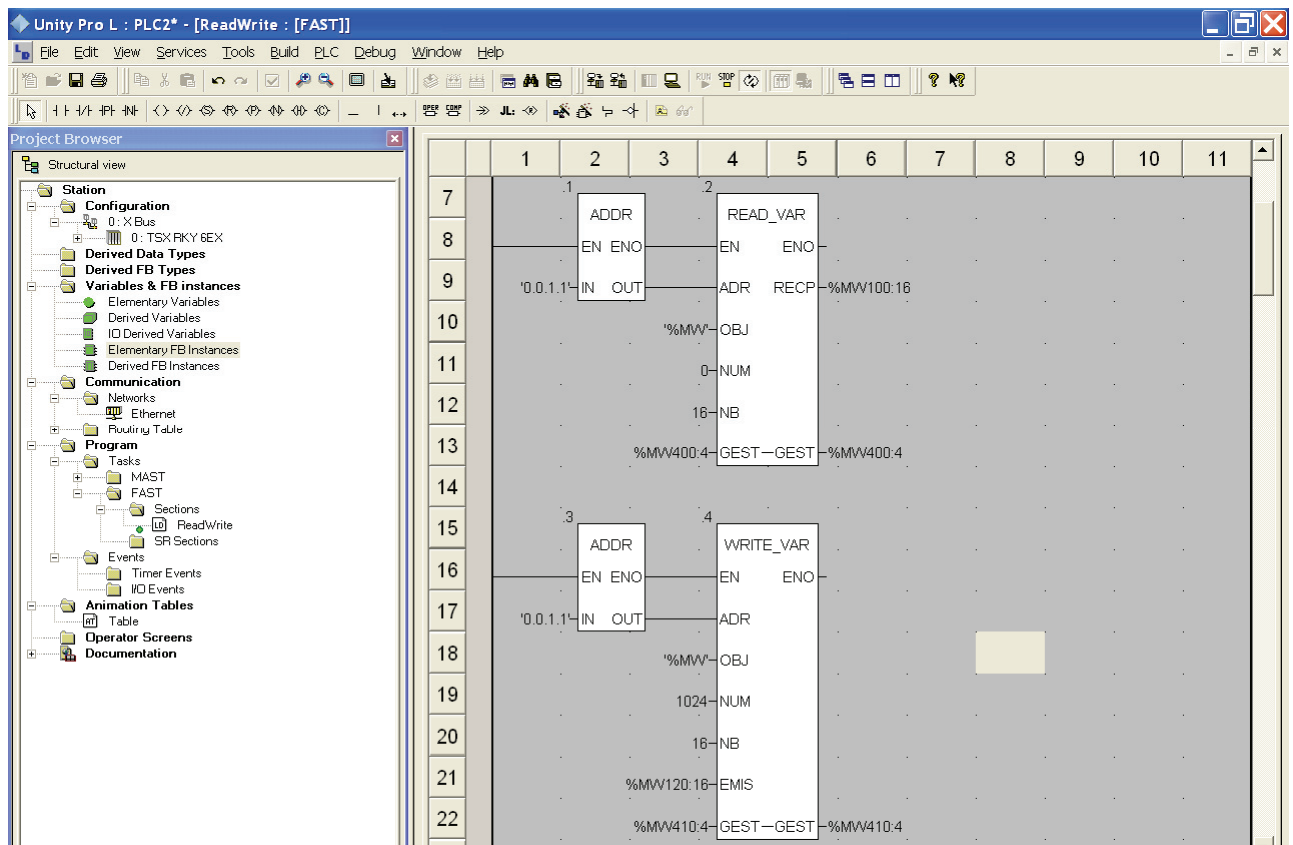 Unity Pro L : PLC2* - [ReadWrite : [FAST]]
File Edit View Services Tools Build PLC Debug Window Help
RUN STOP
OPER COMP JL:
Project Browser
Structural view
Station
Configuration
0 : X Bus
0 : TSX RKY 6EX
Derived Data Types
Derived FB Types
Variables & FB instances
Elementary Variables
Derived Variables
IO Derived Variables
Elementary FB Instances
Derived FB Instances
Communication
Networks
Ethernet
Routing Table
Program
Tasks
MAST
FAST
Sections
LD ReadWrite
SR Sections
Events
Timer Events
I/O Events
Animation Tables
AT Table
Operator Screens
Documentation
1 2 3 4 5 6 7 8 9 10 11
7
8
9
10
11
12
13
14
15
16
17
18
19
20
21
22
.1 .2
ADDR READ_VAR
EN ENO EN ENO
'0.0.1.1' IN OUT ADR RECP %MW100:16
'%MW' OBJ
0 NUM
16 NB
%MW400:4 GEST GEST %MW400:4
.3 .4
ADDR WRITE_VAR
EN ENO EN ENO
'0.0.1.1' IN OUT ADR
'%MW' OBJ
1024 NUM
16 NB
%MW120:16 EMIS
%MW410:4 GEST GEST %MW410:4